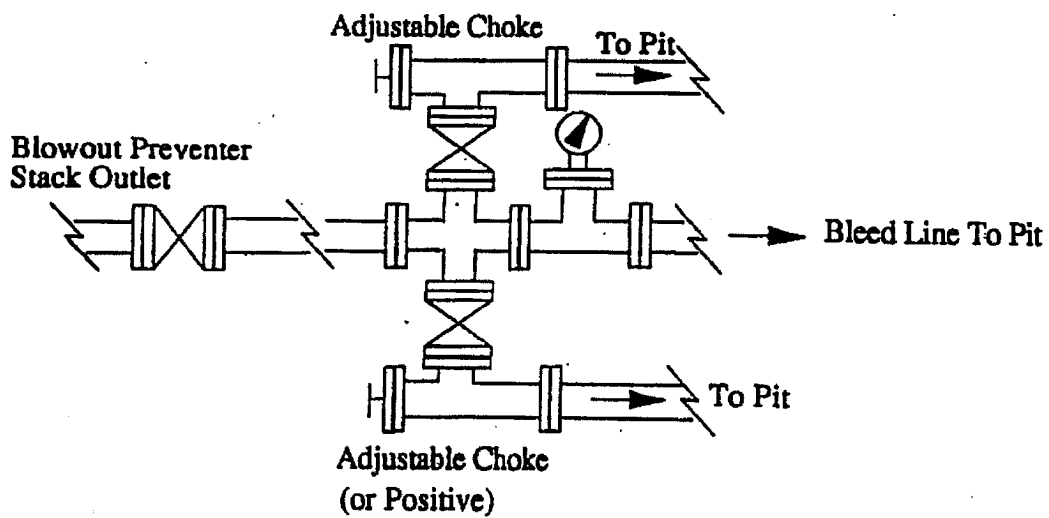 Adjustable Choke
To Pit
Blowout Preventer
Stack Outlet
Bleed Line To Pit
To Pit
Adjustable Choke
(or Positive)